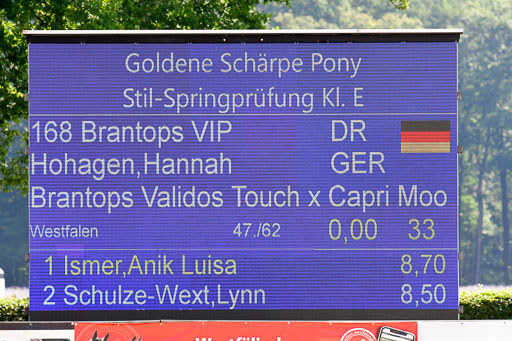 Goldene Schärpe Pony
Stil-Springprüfung Kl. E
168 Brantops VIP DR
Hohagen,Hannah GER
Brantops Validos Touch x Capri Moo
Westfalen 47./62 0,00 33
1 Ismer,Anik Luisa 8,70
2 Schulze-Wext,Lynn 8,50